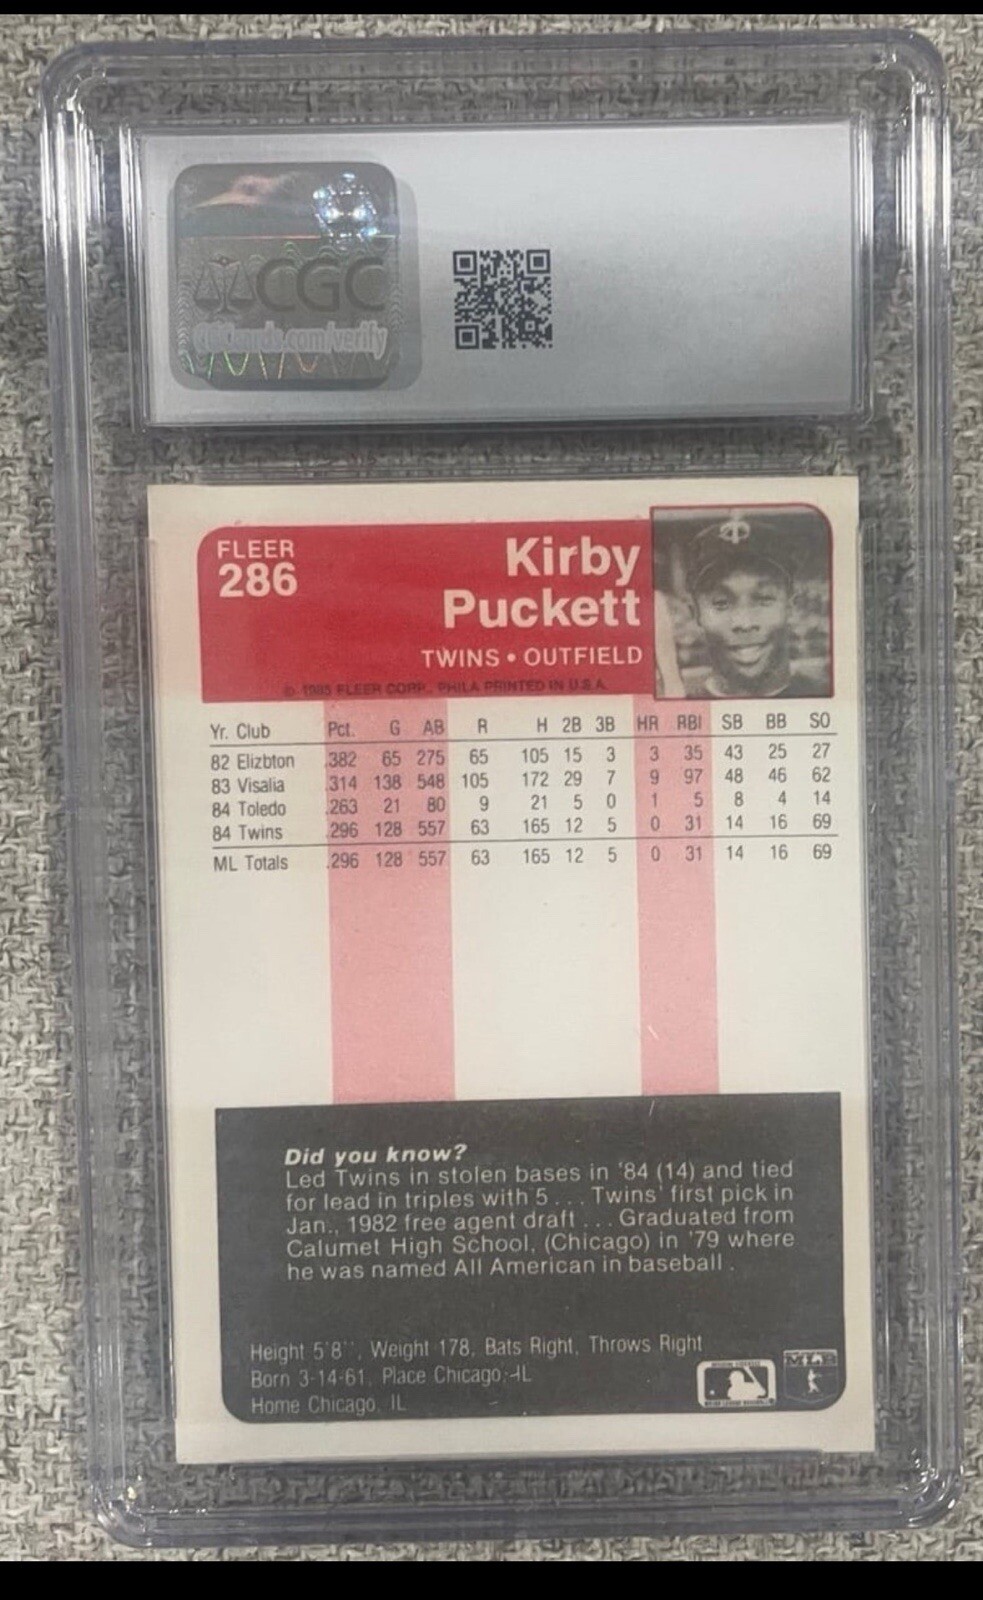 CGC
CGCcards.com/verify
FLEER
286
Kirby
Puckett
TWINS • OUTFIELD
© 1985 FLEER CORP., PHILA PRINTED IN U.S.A.
Yr. Club Pct. G AB R H 2B 3B HR RBI SB BB SO
82 Elizbton .382 65 275 65 105 15 3 3 35 43 25 27
83 Visalia .314 138 548 105 172 29 7 9 97 48 46 62
84 Toledo .263 21 80 9 21 5 0 1 5 8 4 14
84 Twins .296 128 557 63 165 12 5 0 31 14 16 69
ML Totals .296 128 557 63 165 12 5 0 31 14 16 69
Did you know?
Led Twins in stolen bases in '84 (14) and tied
for lead in triples with 5 . . . Twins' first pick in
Jan., 1982 free agent draft . . . Graduated from
Calumet High School, (Chicago) in '79 where
he was named All American in baseball .
Height 5'8", Weight 178, Bats Right, Throws Right
Born 3-14-61, Place Chicago, IL
Home Chicago, IL